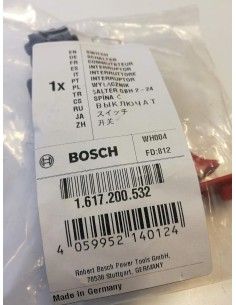 EN SWITCH
DE SCHALTER
FR COMMUTATEUR
ES INTERRUPTOR
IT INTERRUTTORE
PT INTERRUPTOR
PL WYŁĄCZNIK
TR ŞALTER GBH 2-24
CS SPÍNAČ
RU ВЫКЛЮЧАТ
JA スイッチ
ZH 开关
1x
BOSCH
WH004
FD:812
1.617.200.532
4 059952 140124
Robert Bosch Power Tools GmbH,
70538 Stuttgart, GERMANY
Made in Germany